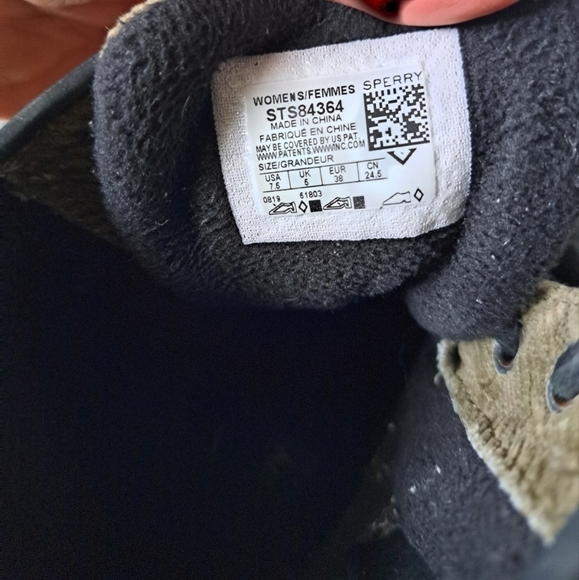 SPERRY
WOMENS/FEMMES
STS84364
MADE IN CHINA
FABRIQUÉ EN CHINE
MAY BE COVERED BY US PAT.
WWW.PATENTS.WWWINC.COM
SIZE/GRANDEUR
USA UK EUR CN
7.5 5 38 24.5
0819 61803